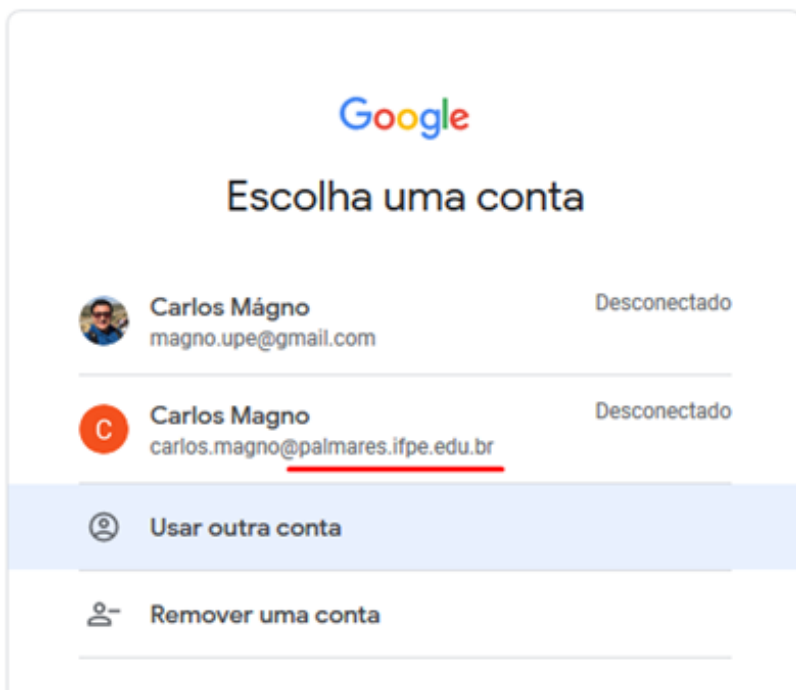 Google
Escolha uma conta
Carlos Mágno
Desconectado
magno.upe@gmail.com
C
Carlos Magno
Desconectado
carlos.magno@palmares.ifpe.edu.br
Usar outra conta
Remover uma conta